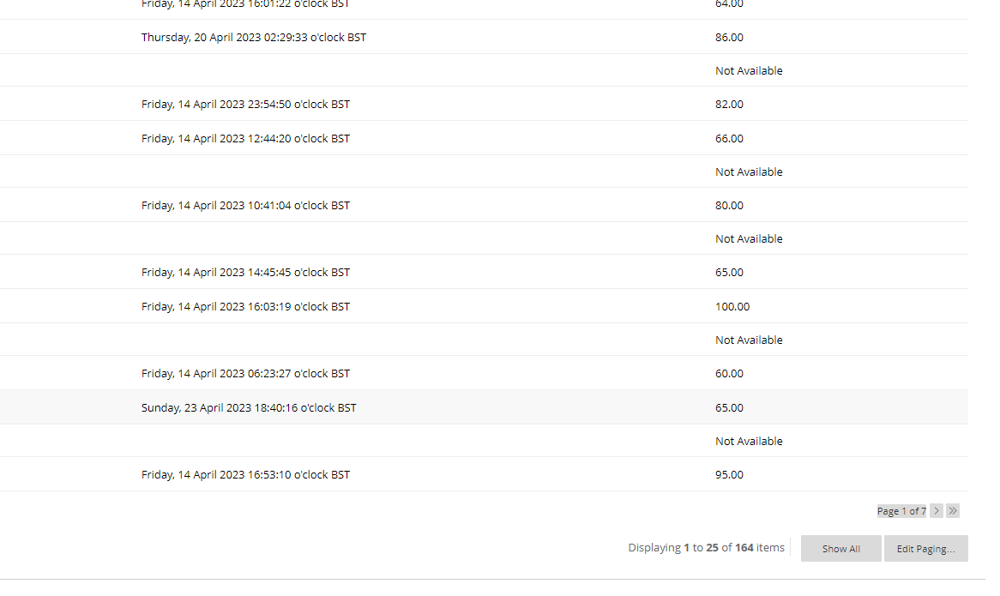 Friday, 14 April 2023 16:01:22 o'clock BST 64.00
Thursday, 20 April 2023 02:29:33 o'clock BST 86.00
Not Available
Friday, 14 April 2023 23:54:50 o'clock BST 82.00
Friday, 14 April 2023 12:44:20 o'clock BST 66.00
Not Available
Friday, 14 April 2023 10:41:04 o'clock BST 80.00
Not Available
Friday, 14 April 2023 14:45:45 o'clock BST 65.00
Friday, 14 April 2023 16:03:19 o'clock BST 100.00
Not Available
Friday, 14 April 2023 06:23:27 o'clock BST 60.00
Sunday, 23 April 2023 18:40:16 o'clock BST 65.00
Not Available
Friday, 14 April 2023 16:53:10 o'clock BST 95.00
Page 1 of 7 > »
Displaying 1 to 25 of 164 items Show All Edit Paging...